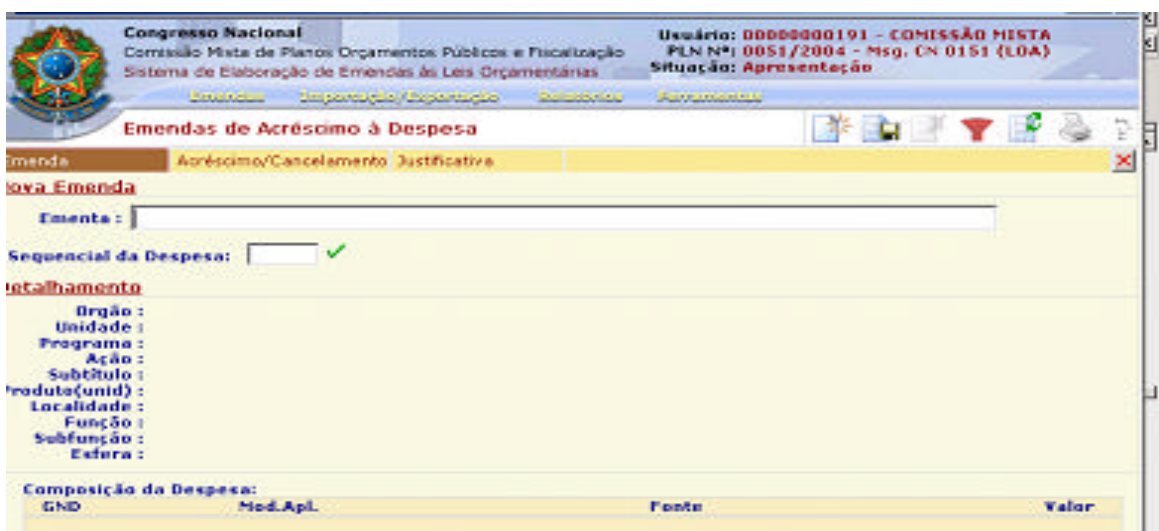 Congresso Nacional
Comissão Mista de Planos Orçamentos Públicos e Fiscalização
Sistema de Elaboração de Emendas às Leis Orçamentárias
Usuário: 00000000191 - COMISSÃO MISTA
PLN Nº: 0051/2004 - Msg. CN 0151 (LOA)
Situação: Apresentação
Emendas Importação/Exportação Relatórios Ferramentas
Emendas de Acréscimo à Despesa
Emenda Acréscimo/Cancelamento Justificativa
ova Emenda
Ementa :
Sequencial da Despesa:
etalhamento
Orgão :
Unidade :
Programa :
Ação :
Subtítulo :
Produto(unid) :
Localidade :
Função :
Subfunção :
Esfera :
Composição da Despesa:
GND Mod.Apl. Fonte Valor